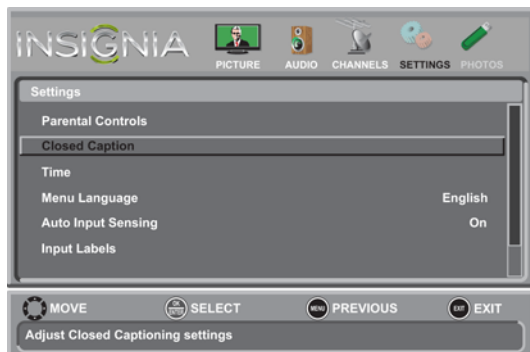 INSIGNIA
PICTURE AUDIO CHANNELS SETTINGS PHOTOS
Settings
Parental Controls
Closed Caption
Time
Menu Language English
Auto Input Sensing On
Input Labels
MOVE OK ENTER SELECT MENU PREVIOUS EXIT EXIT
Adjust Closed Captioning settings